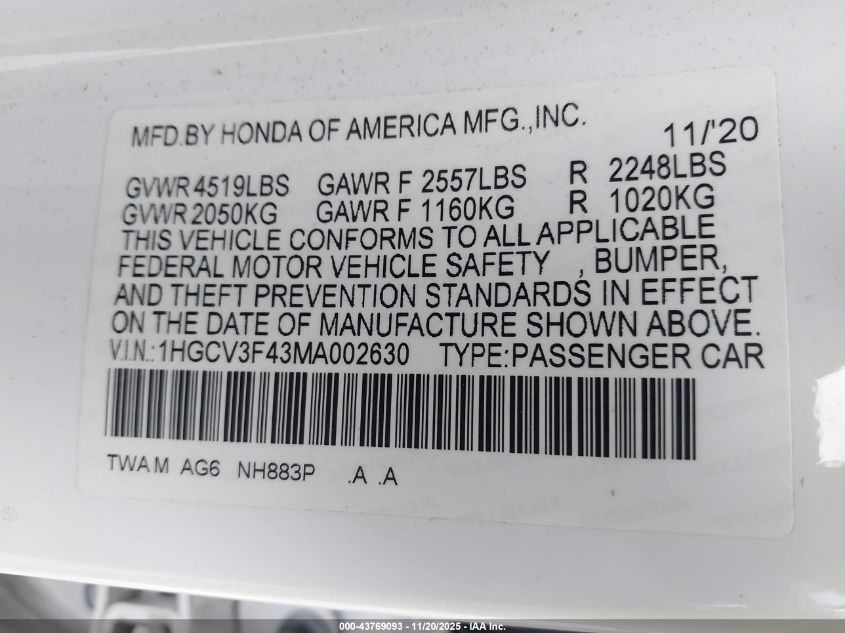 MFD.BY HONDA OF AMERICA MFG.,INC. 11/'20
GVWR 4519LBS GAWR F 2557LBS R 2248LBS
GVWR 2050KG GAWR F 1160KG R 1020KG
THIS VEHICLE CONFORMS TO ALL APPLICABLE
FEDERAL MOTOR VEHICLE SAFETY , BUMPER,
AND THEFT PREVENTION STANDARDS IN EFFECT
ON THE DATE OF MANUFACTURE SHOWN ABOVE.
V.I.N.:1HGCV3F43MA002630 TYPE:PASSENGER CAR
TWAM AG6 NH883P .A .A
000-43769093 - 11/20/2025 - IAA Inc.